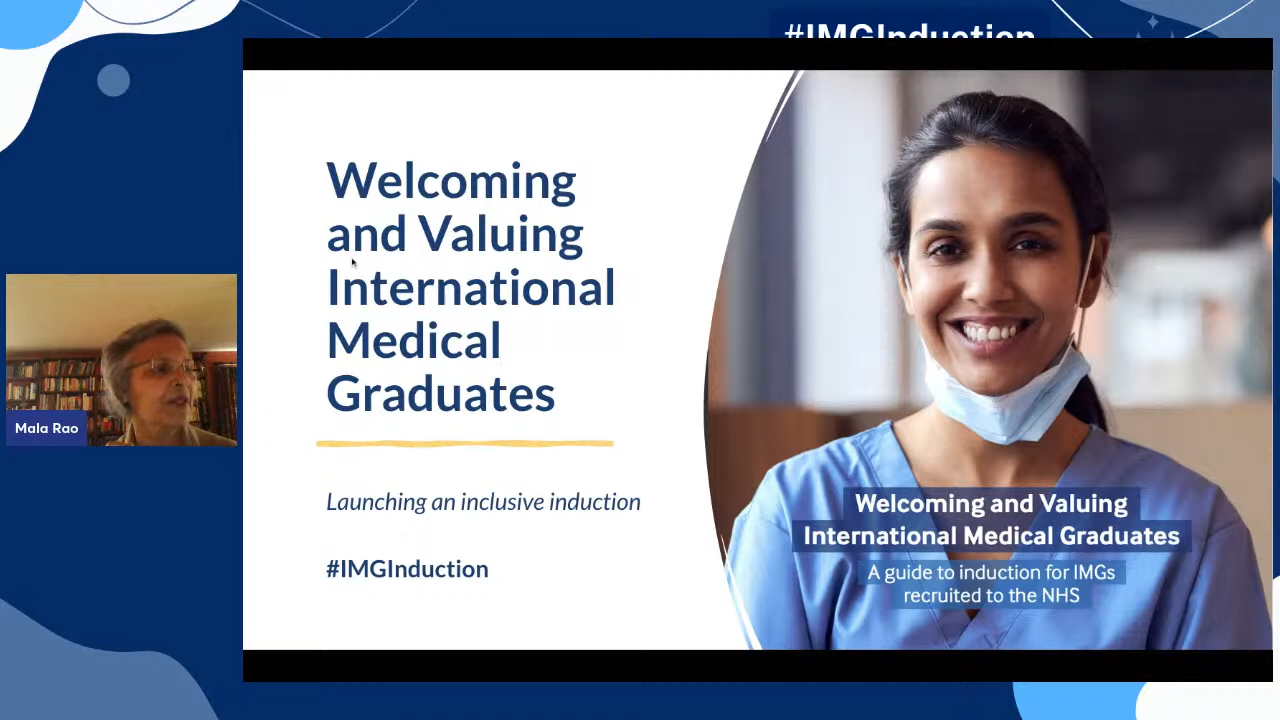 #IMGInduction
Welcoming
and Valuing
International
Medical
Graduates
Launching an inclusive induction
#IMGInduction
Welcoming and Valuing
International Medical Graduates
A guide to induction for IMGs
recruited to the NHS
Mala Rao